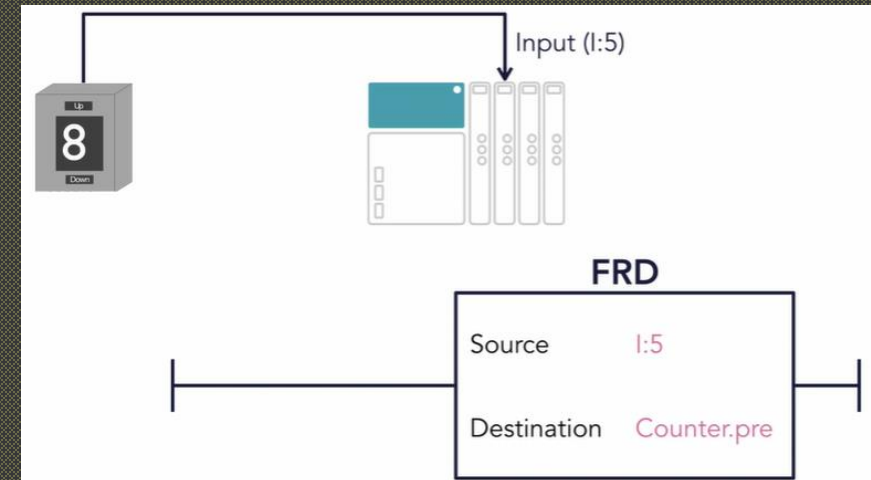 Input (I:5)
Up
8
Down
FRD
Source I:5
Destination Counter.pre